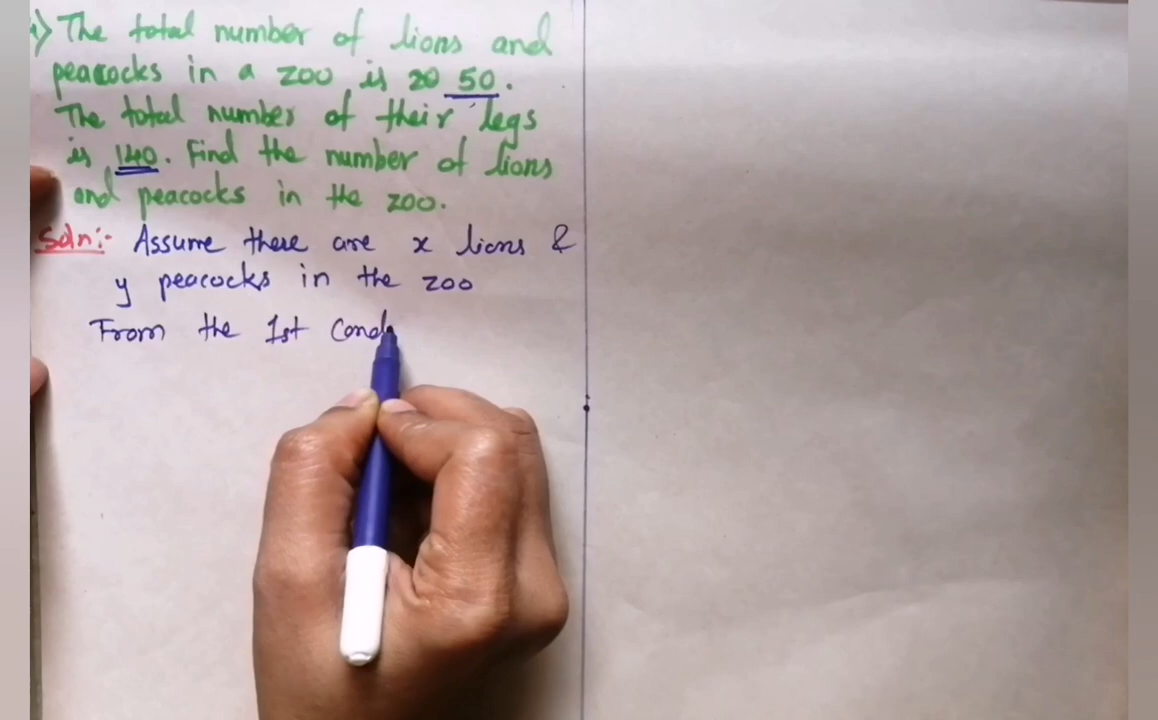 The total number of lions and
peacocks in a zoo is 20 50.
The total number of their legs
is 140. Find the number of lions
and peacocks in the zoo.
Soln:- Assume there are x lions &
y peacocks in the zoo
From the 1st Cond